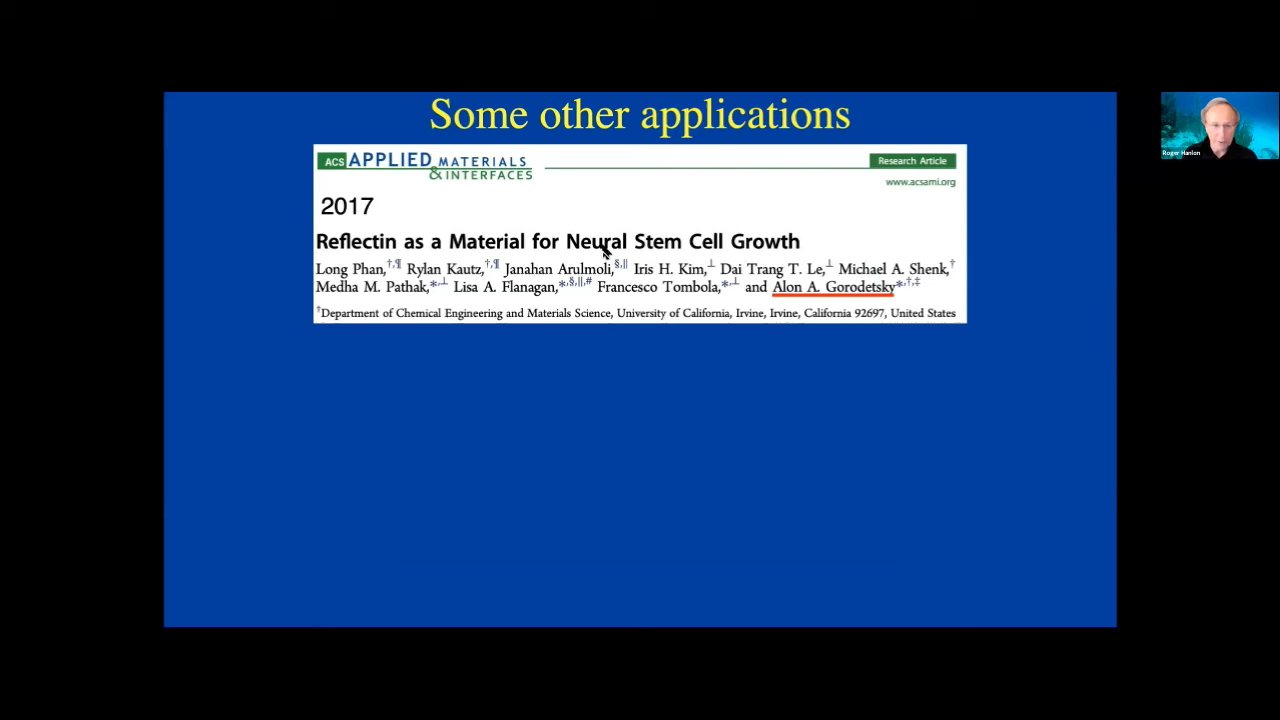 Some other applications
ACS APPLIED MATERIALS
& INTERFACES
Research Article
www.acsami.org
2017
Reflectin as a Material for Neural Stem Cell Growth
Long Phan,†,¶ Rylan Kautz,†,¶ Janahan Arulmoli,§,∥ Iris H. Kim,⊥ Dai Trang T. Le,⊥ Michael A. Shenk,†
Medha M. Pathak,*,⊥ Lisa A. Flanagan,*,§,∥,# Francesco Tombola,*,⊥ and Alon A. Gorodetsky*,†,‡
†Department of Chemical Engineering and Materials Science, University of California, Irvine, Irvine, California 92697, United States
Roger Hanlon